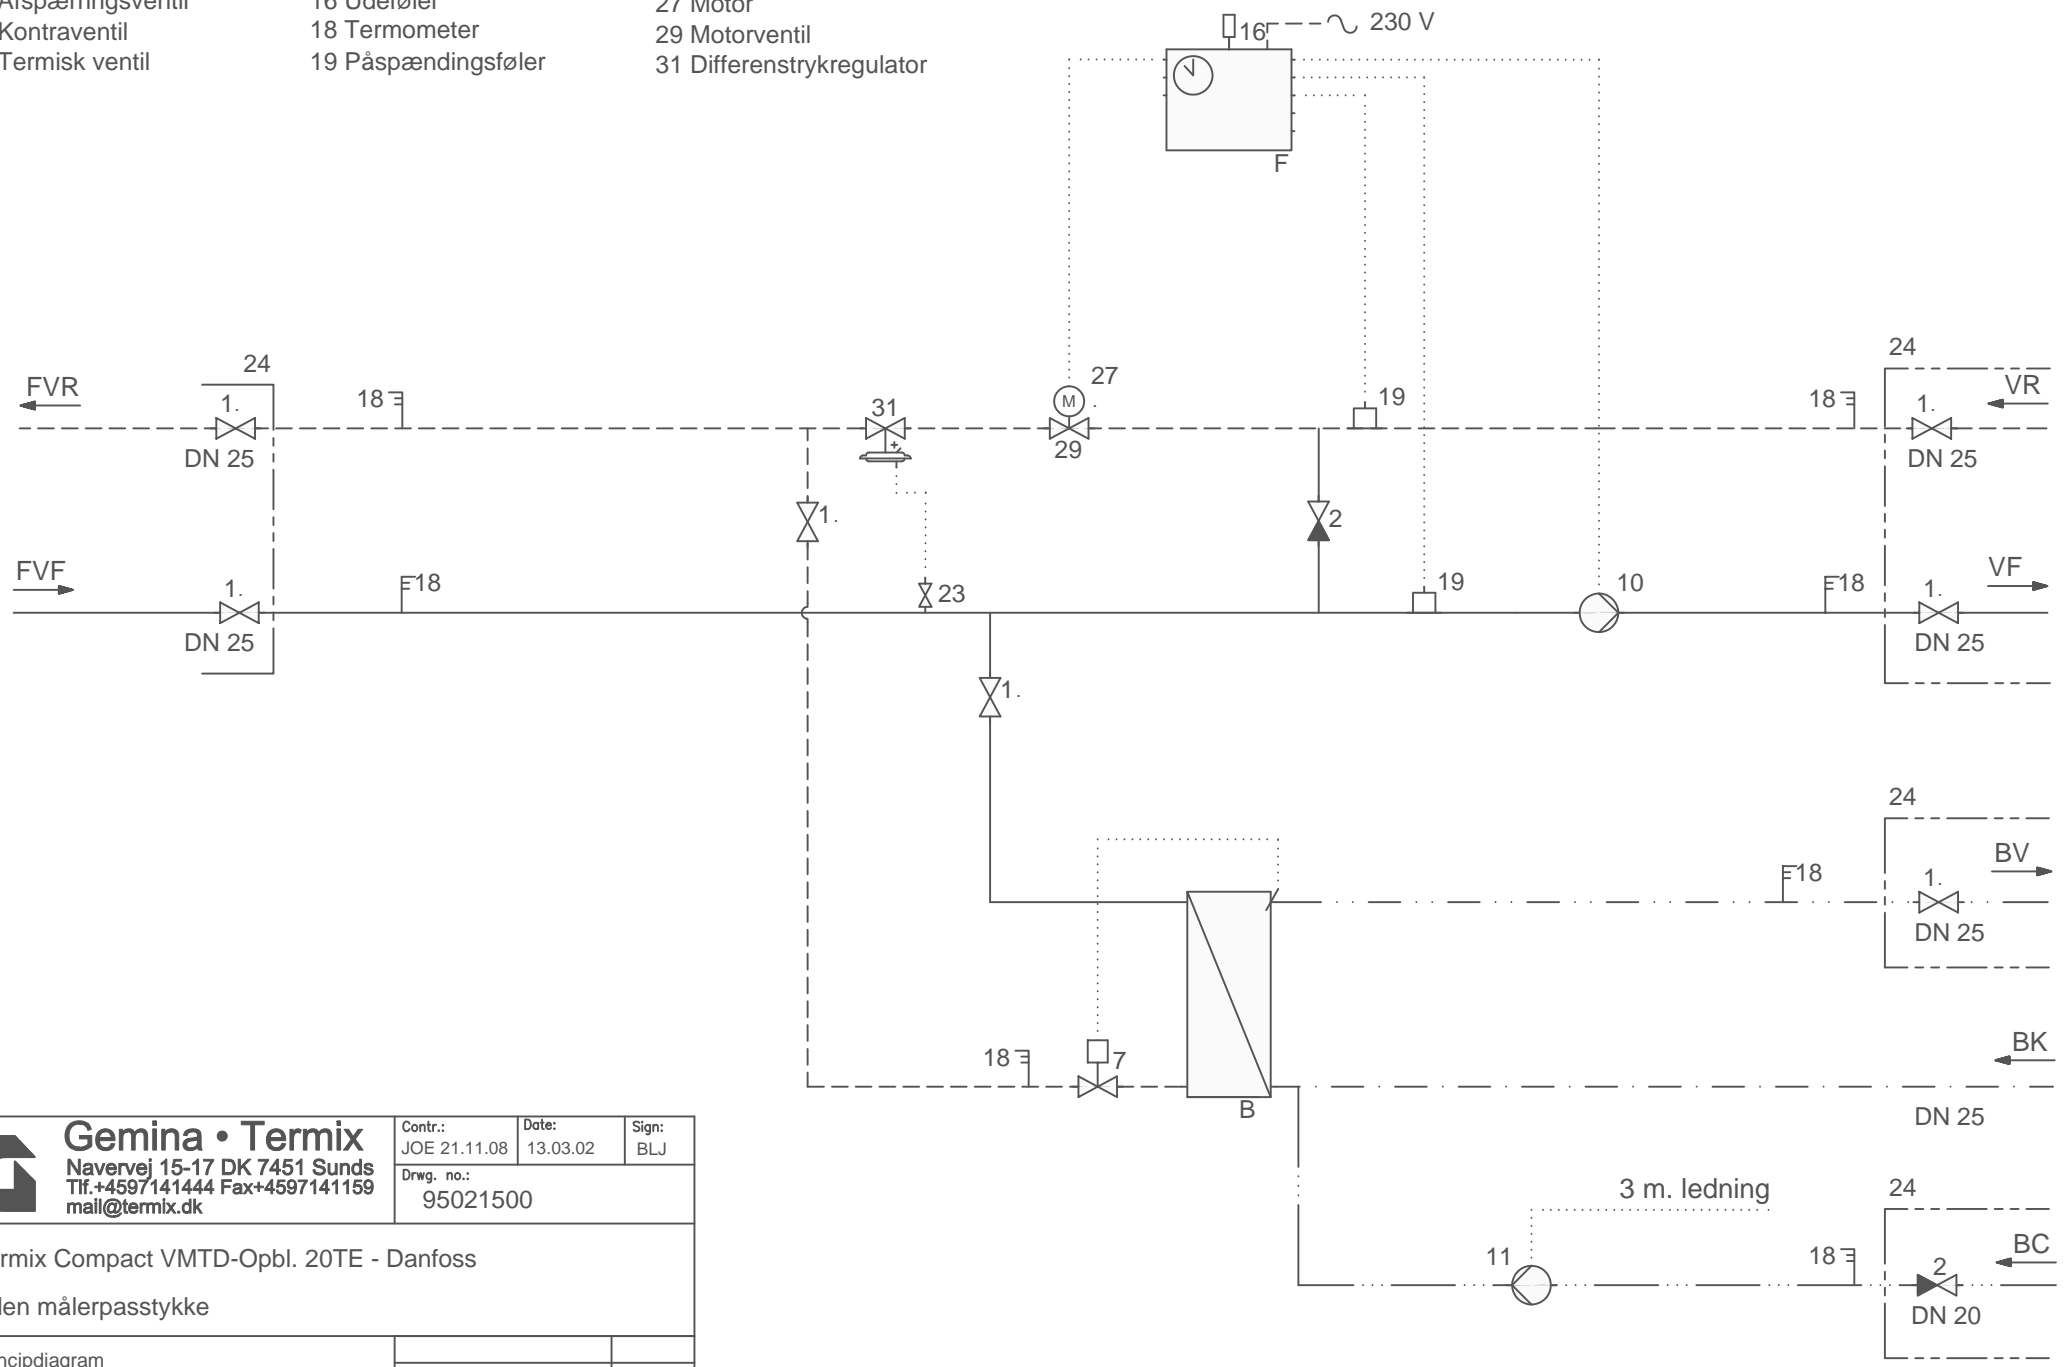 16 Udeføler
27 Motor
Kontraventil
18 Termometer
29 Motorventil
Termisk ventil
19 Påspændingsføler
31 Differenstrykregulator
16
230 V
F
24
FVR
1.
18
DN 25
31
27
M
29
19
18
24
VR
1.
DN 25
1.
2
FVF
1.
18
DN 25
23
19
10
18
VF
1.
DN 25
1.
24
BV
18
1.
DN 25
18
7
B
BK
DN 25
3 m. ledning
24
11
18
BC
2
DN 20
Gemina • Termix
Navervej 15-17 DK 7451 Sunds
Tlf.+4597141444 Fax+4597141159
mail@termix.dk
Contr.:
JOE 21.11.08
Date:
13.03.02
Sign:
BLJ
Drwg. no.:
95021500
Compact VMTD-Opbl. 20TE - Danfoss
målerpasstykke